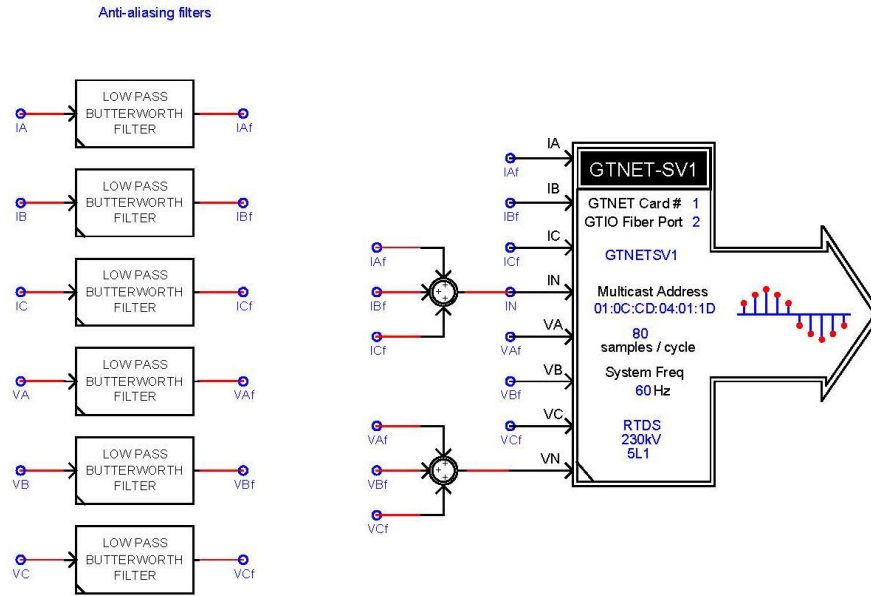 Anti-aliasing filters
LOW PASS
BUTTERWORTH
FILTER
IA
IAf
LOW PASS
BUTTERWORTH
FILTER
IB
IBf
LOW PASS
BUTTERWORTH
FILTER
IC
ICf
LOW PASS
BUTTERWORTH
FILTER
VA
VAf
LOW PASS
BUTTERWORTH
FILTER
VB
VBf
LOW PASS
BUTTERWORTH
FILTER
VC
VCf
IAf
IBf
ICf
VAf
VBf
VCf
IA
IAf
IB
IBf
IC
ICf
IN
IN
VA
VAf
VB
VBf
VC
VCf
VN
GTNET-SV1
GTNET Card # 1
GTIO Fiber Port 2
GTNETSV1
Multicast Address
01:0C:CD:04:01:1D
80
samples / cycle
System Freq
60 Hz
RTDS
230kV
5L1